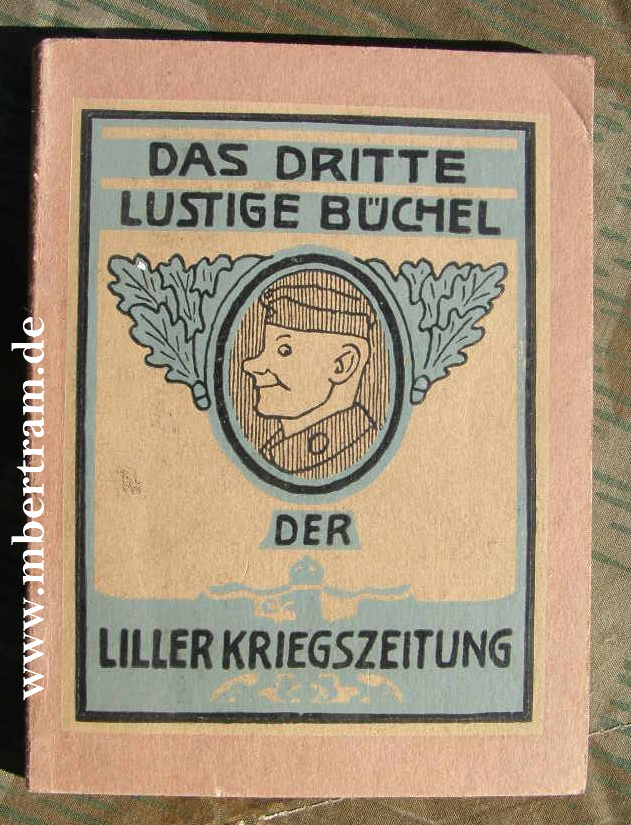 DAS DRITTE
LUSTIGE BÜCHEL
DER
LILLER KRIEGSZEITUNG
www.mbertram.de